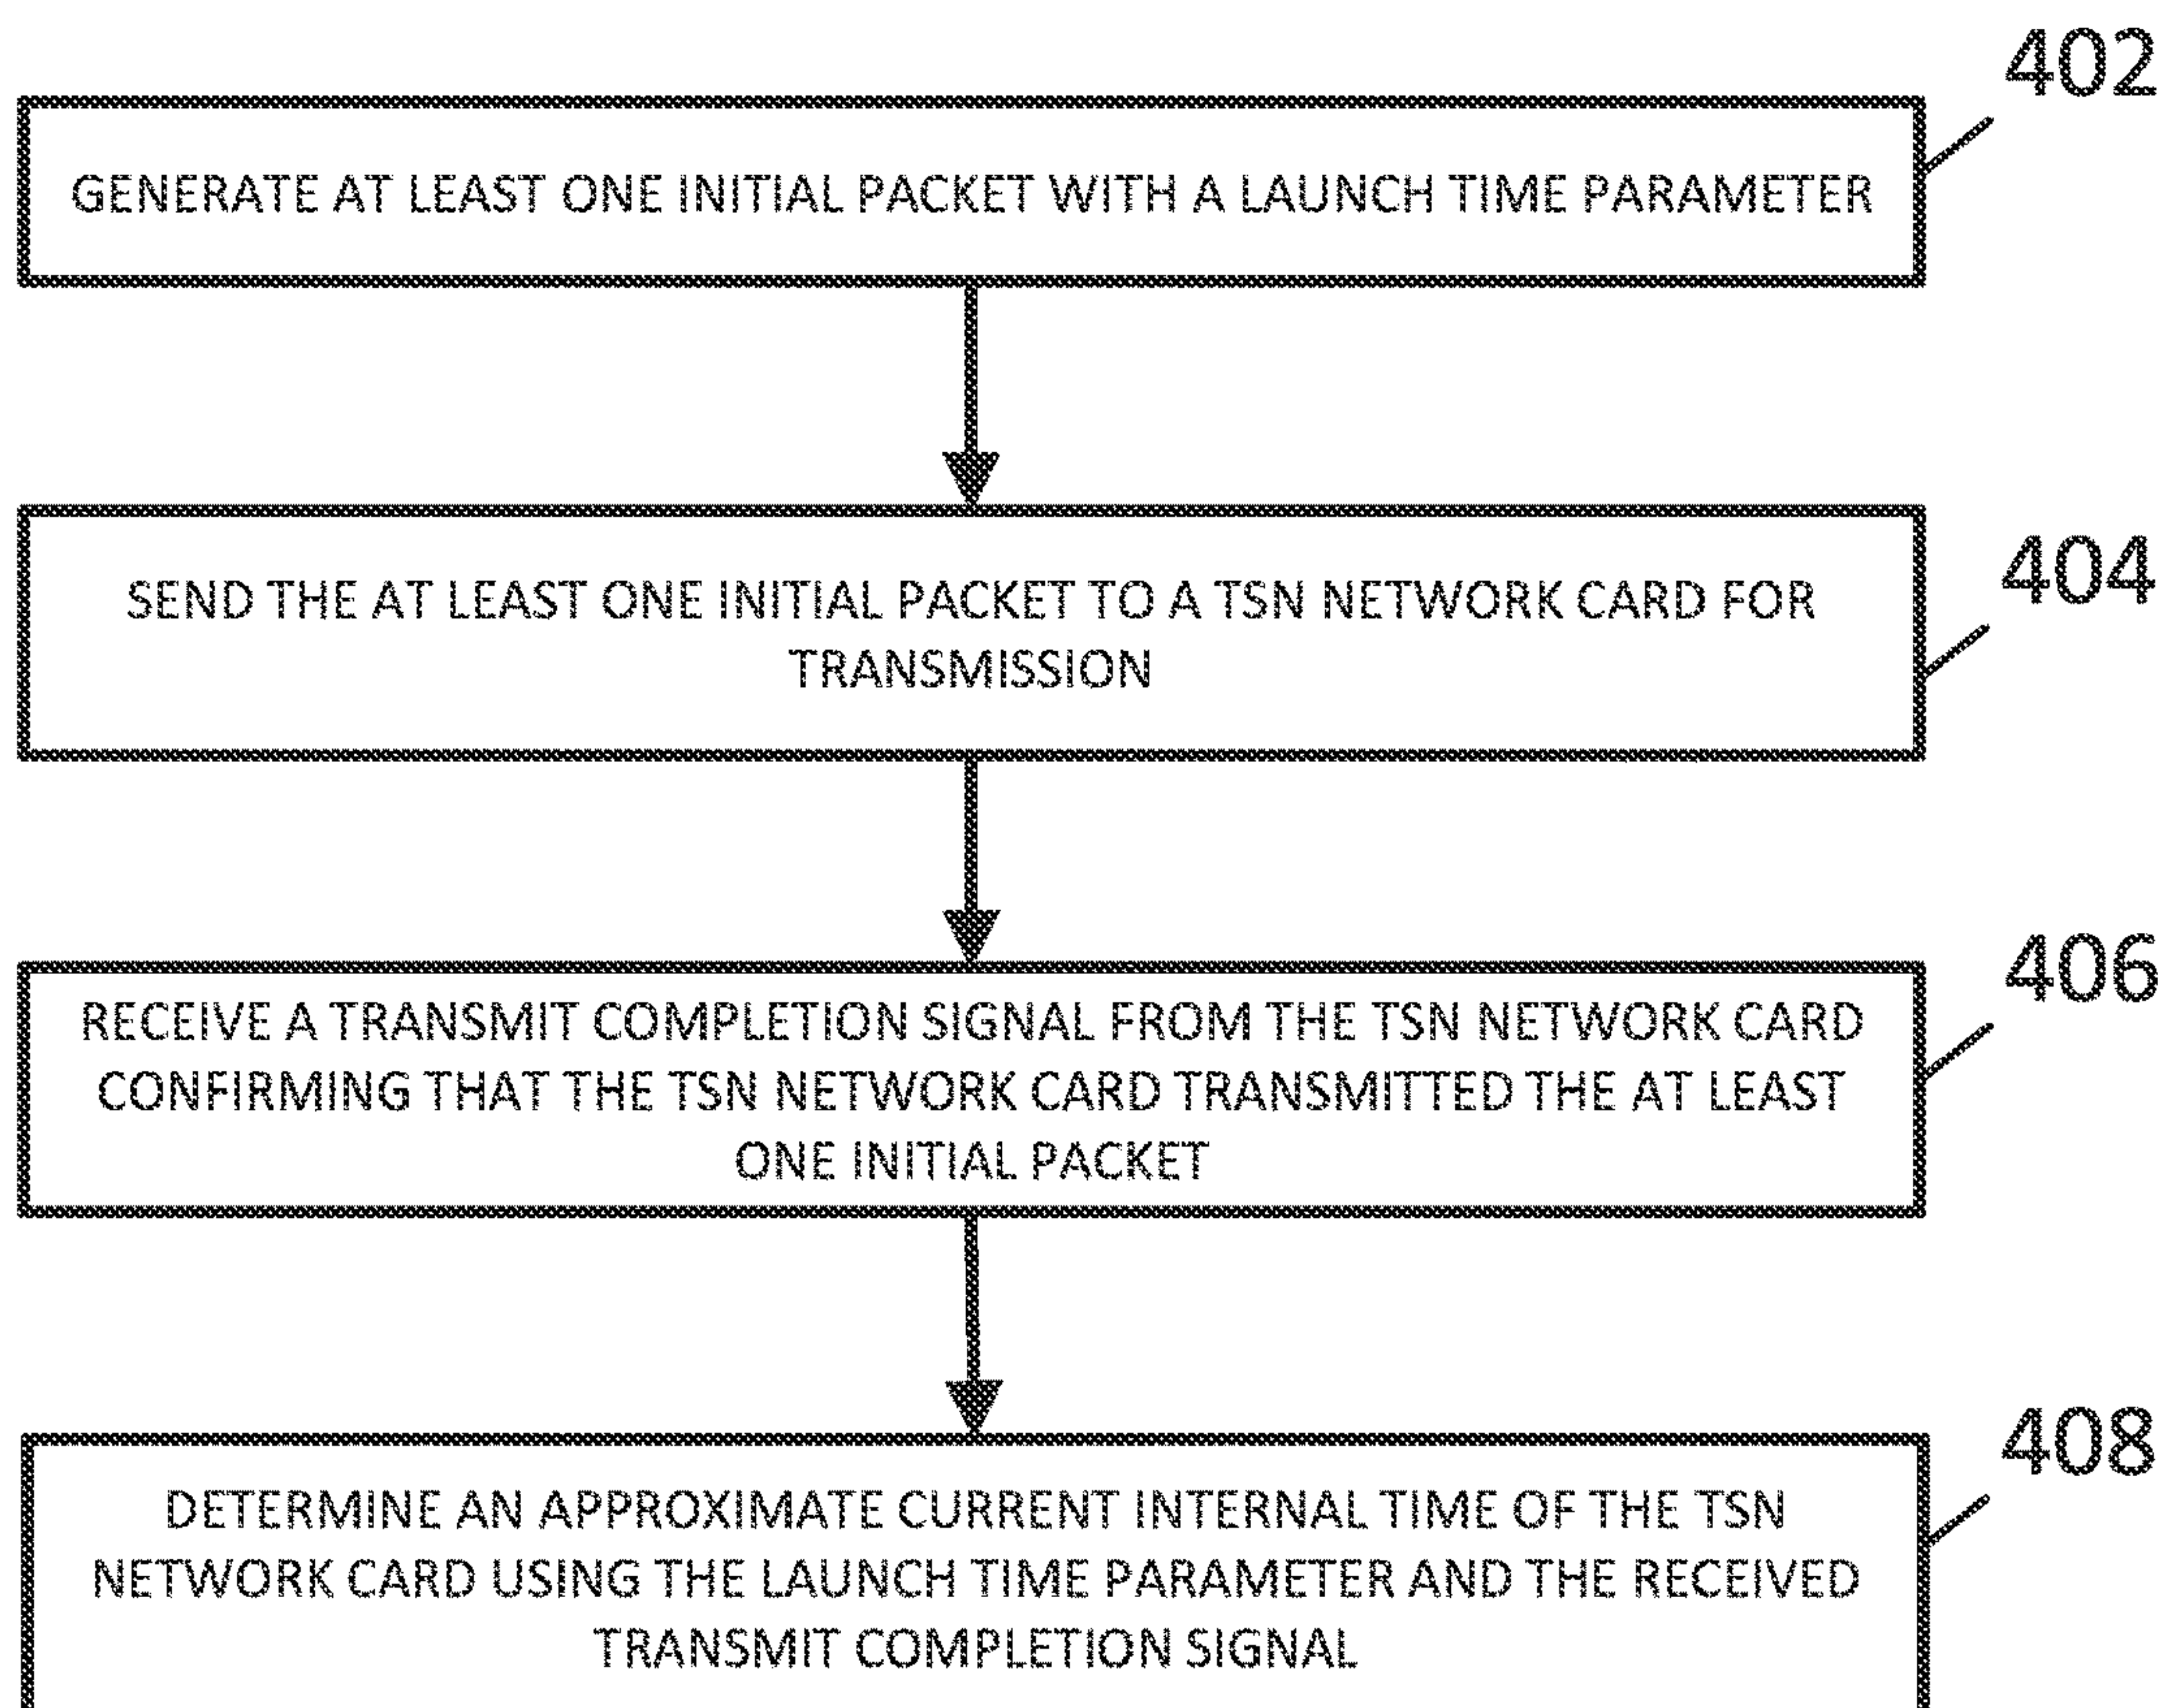 402
GENERATE AT LEAST ONE INITIAL PACKET WITH A LAUNCH TIME PARAMETER
404
SEND THE AT LEAST ONE INITIAL PACKET TO A TSN NETWORK CARD FOR
TRANSMISSION
406
RECEIVE A TRANSMIT COMPLETION SIGNAL FROM THE TSN NETWORK CARD
CONFIRMING THAT THE TSN NETWORK CARD TRANSMITTED THE AT LEAST
ONE INITIAL PACKET
408
DETERMINE AN APPROXIMATE CURRENT INTERNAL TIME OF THE TSN
NETWORK CARD USING THE LAUNCH TIME PARAMETER AND THE RECEIVED
TRANSMIT COMPLETION SIGNAL